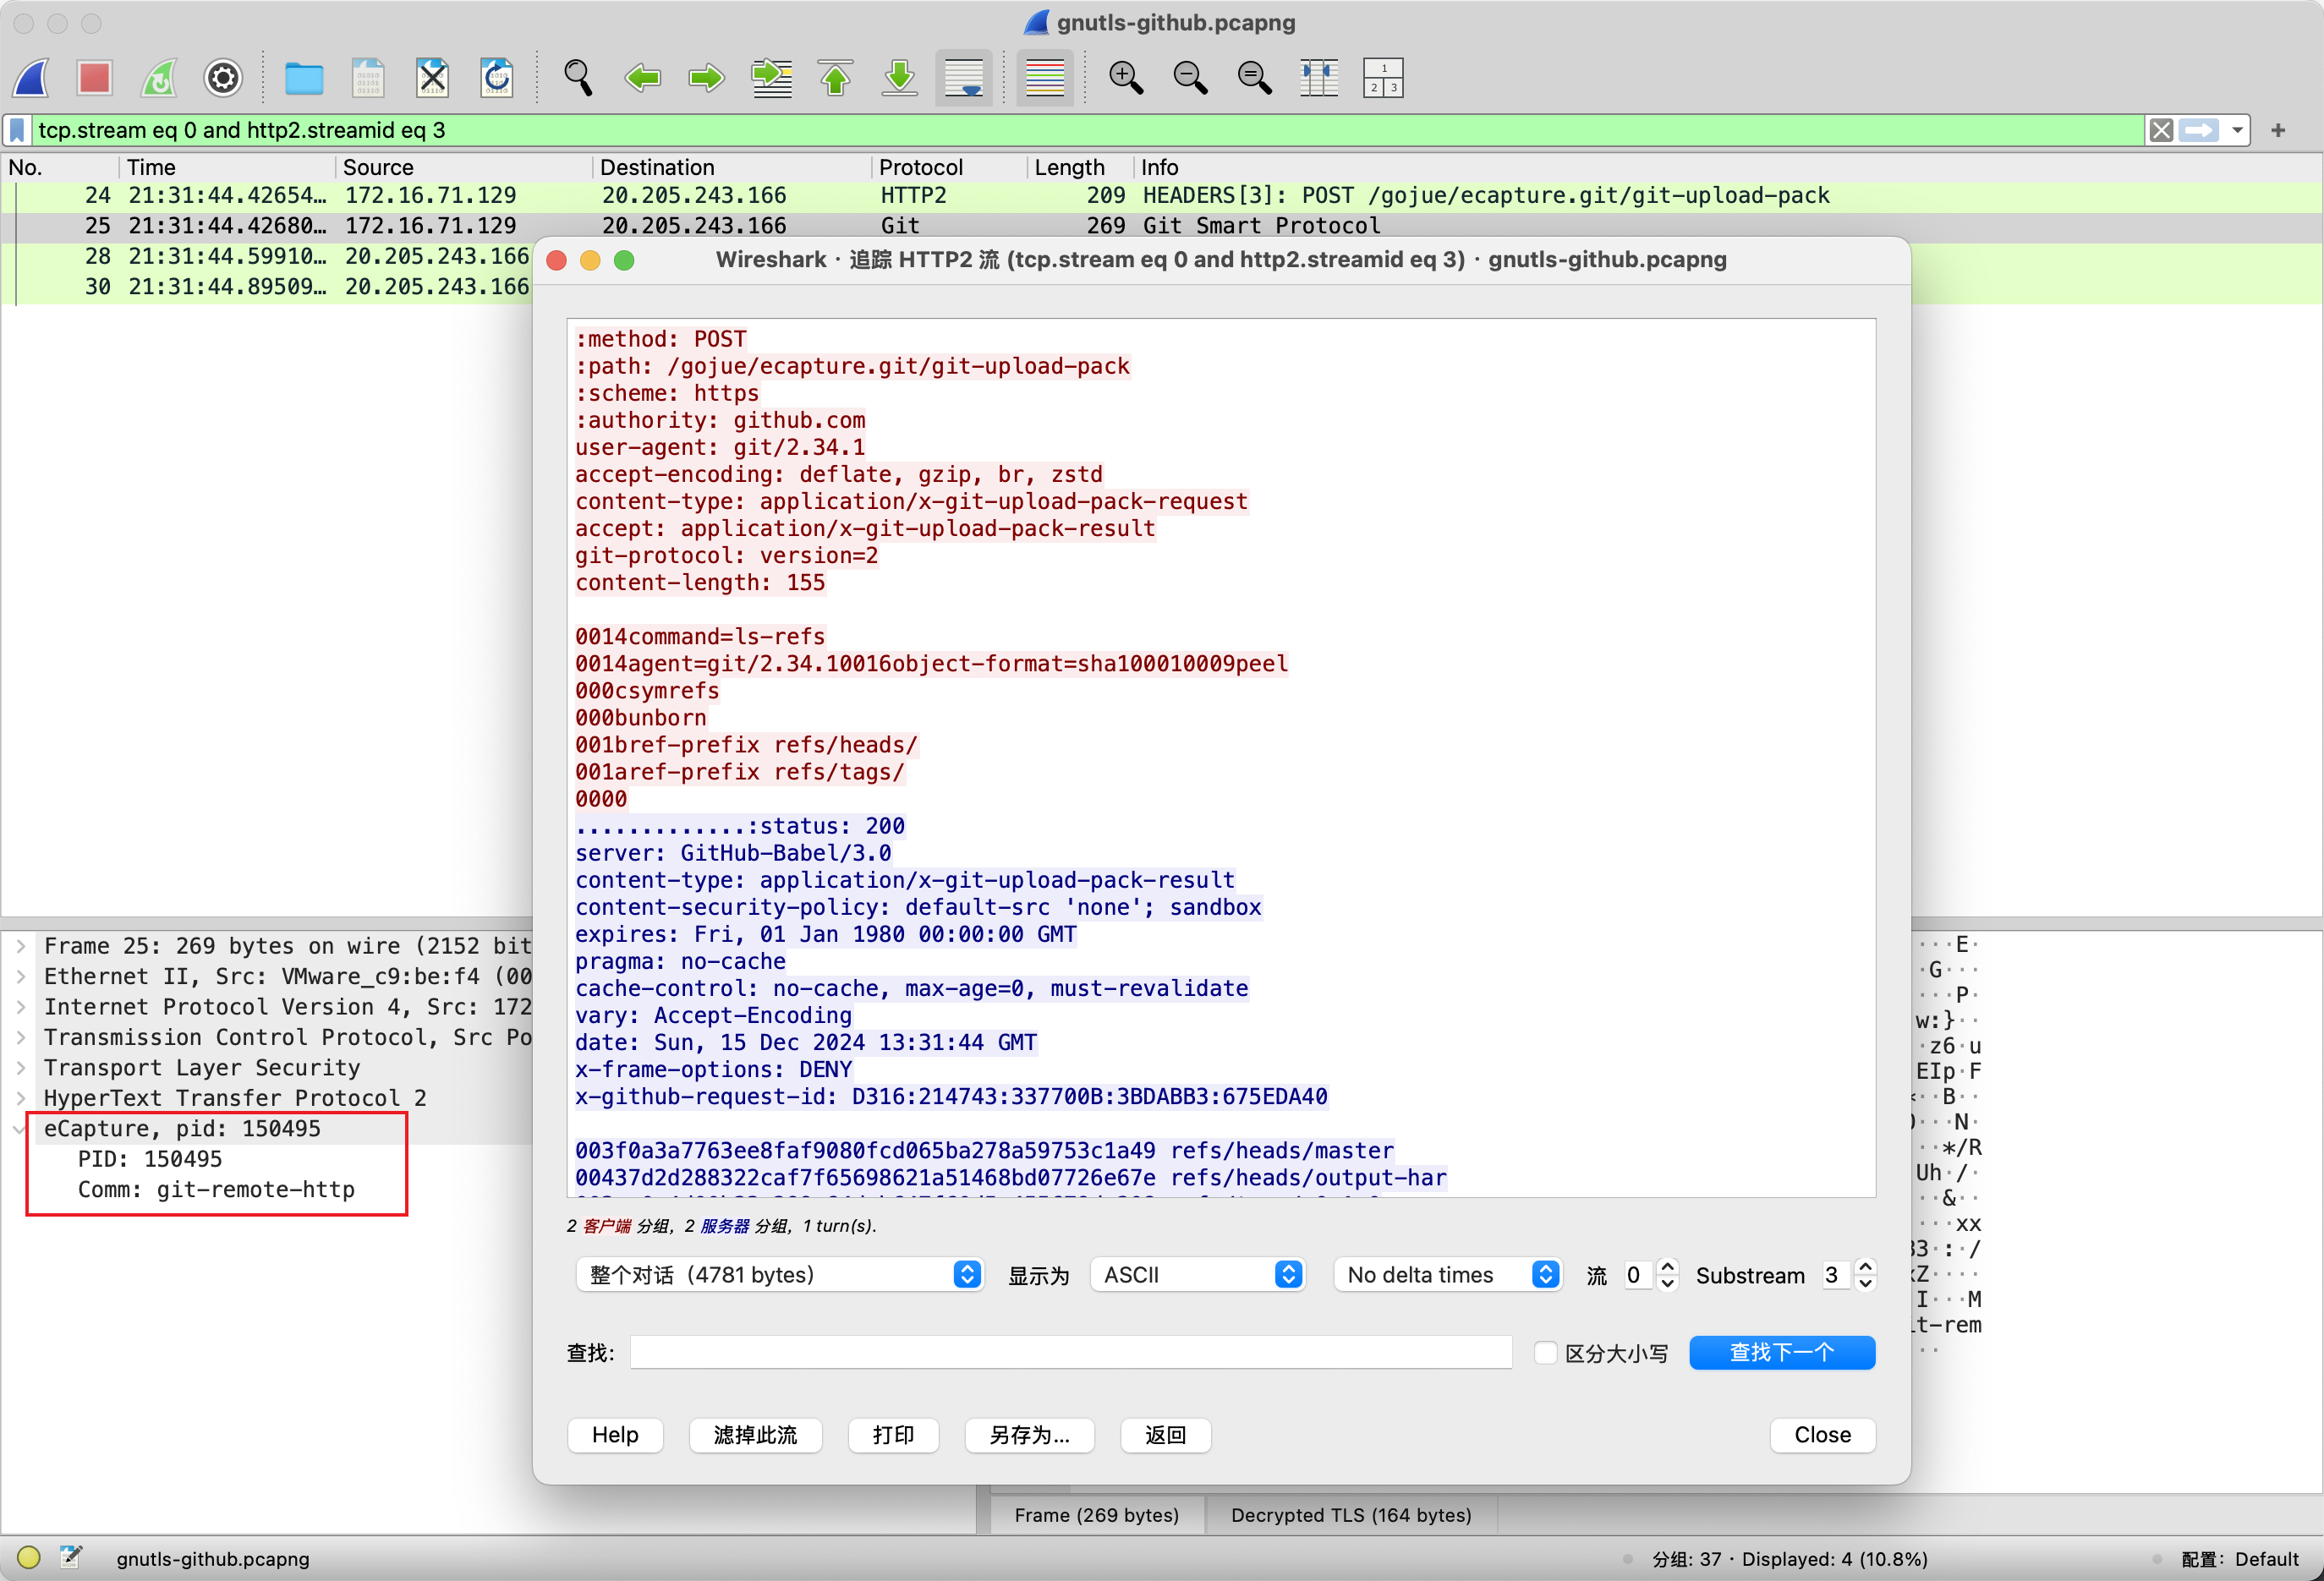 gnutls-github.pcapng
tcp.stream eq 0 and http2.streamid eq 3
No. Time Source Destination Protocol Length Info
24 21:31:44.42654… 172.16.71.129 20.205.243.166 HTTP2 209 HEADERS[3]: POST /gojue/ecapture.git/git-upload-pack
25 21:31:44.42680… 172.16.71.129 20.205.243.166 Git 269 Git Smart Protocol
28 21:31:44.59910… 20.205.243.166
30 21:31:44.89509… 20.205.243.166
Wireshark · 追踪 HTTP2 流 (tcp.stream eq 0 and http2.streamid eq 3) · gnutls-github.pcapng
:method: POST
:path: /gojue/ecapture.git/git-upload-pack
:scheme: https
:authority: github.com
user-agent: git/2.34.1
accept-encoding: deflate, gzip, br, zstd
content-type: application/x-git-upload-pack-request
accept: application/x-git-upload-pack-result
git-protocol: version=2
content-length: 155
0014command=ls-refs
0014agent=git/2.34.10016object-format=sha100010009peel
000csymrefs
000bunborn
001bref-prefix refs/heads/
001aref-prefix refs/tags/
0000
.............:status: 200
server: GitHub-Babel/3.0
content-type: application/x-git-upload-pack-result
content-security-policy: default-src 'none'; sandbox
expires: Fri, 01 Jan 1980 00:00:00 GMT
pragma: no-cache
cache-control: no-cache, max-age=0, must-revalidate
vary: Accept-Encoding
date: Sun, 15 Dec 2024 13:31:44 GMT
x-frame-options: DENY
x-github-request-id: D316:214743:337700B:3BDABB3:675EDA40
003f0a3a7763ee8faf9080fcd065ba278a59753c1a49 refs/heads/master
00437d2d288322caf7f65698621a51468bd07726e67e refs/heads/output-har
2 客户端 分组, 2 服务器 分组, 1 turn(s).
整个对话 (4781 bytes) 显示为 ASCII No delta times 流 0 Substream 3
查找: 区分大小写 查找下一个
Help 滤掉此流 打印 另存为... 返回 Close
Frame 25: 269 bytes on wire (2152 bit
Ethernet II, Src: VMware_c9:be:f4 (00
Internet Protocol Version 4, Src: 172
Transmission Control Protocol, Src Po
Transport Layer Security
HyperText Transfer Protocol 2
eCapture, pid: 150495
PID: 150495
Comm: git-remote-http
···E·
·G···
···P·
w:}··
·z6·u
EIp·F
··B··
···N·
··*/R
Uh·/·
··&··
···xx
33·:·/
Z····
I···M
it-rem
··
Frame (269 bytes) Decrypted TLS (164 bytes)
gnutls-github.pcapng 分组: 37 · Displayed: 4 (10.8%) 配置: Default